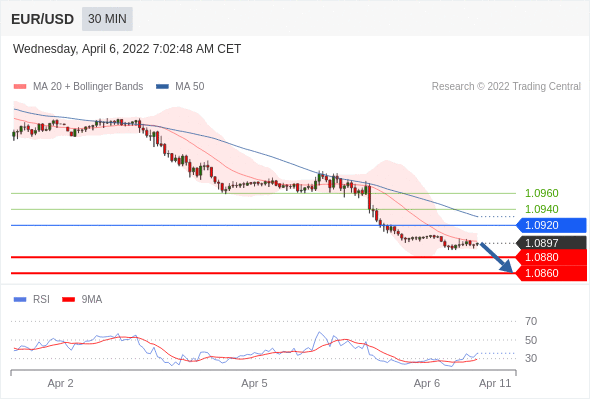 EUR/USD 30 MIN
Wednesday, April 6, 2022 7:02:48 AM CET
MA 20 + Bollinger Bands MA 50 Research © 2022 Trading Central
1.0960
1.0940
1.0920
1.0897
1.0880
1.0860
RSI 9MA
70
50
30
Apr 2 Apr 5 Apr 6 Apr 11